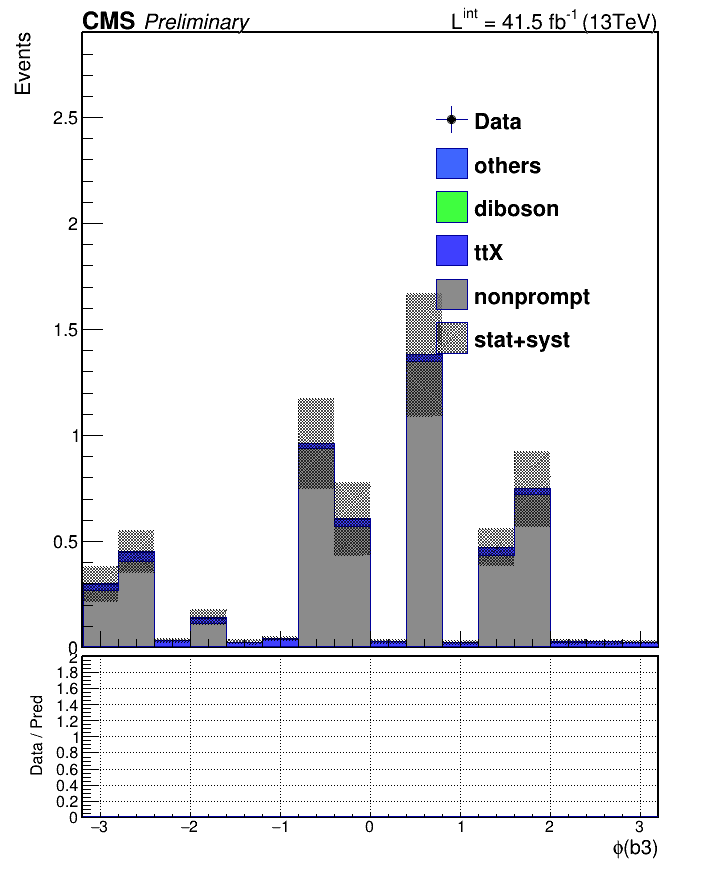 CMS Preliminary L^int = 41.5 fb^-1 (13TeV)
Events
2.5
2
1.5
1
0.5
0
Data
others
diboson
ttX
nonprompt
stat+syst
Data / Pred
2
1.8
1.6
1.4
1.2
1
0.8
0.6
0.4
0.2
0
−3 −2 −1 0 1 2 3
ϕ(b3)